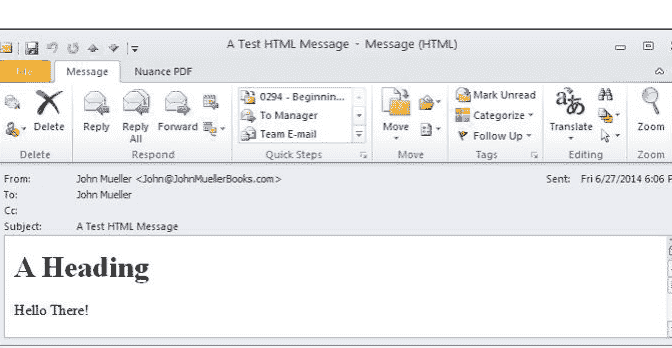 A Test HTML Message - Message (HTML)
File Message Nuance PDF
Delete
Reply
Reply All
Forward
0294 - Beginnin...
To Manager
Team E-mail
Move
Mark Unread
Categorize
Follow Up
Translate
Zoom
Delete Respond Quick Steps Move Tags Editing Zoom
From: John Mueller <John@JohnMuellerBooks.com> Sent: Fri 6/27/2014 6:06 P
To: John Mueller
Cc:
Subject: A Test HTML Message
A Heading
Hello There!